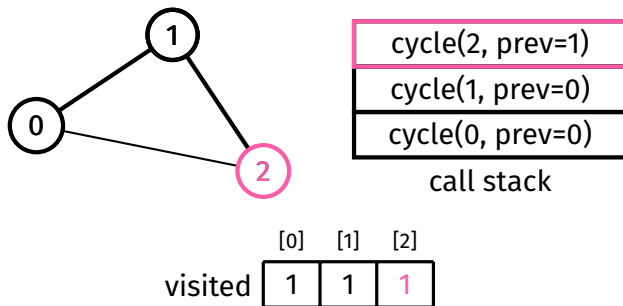 1
0
2
cycle(2, prev=1)
cycle(1, prev=0)
cycle(0, prev=0)
call stack
[0] [1] [2]
visited 1 1 1